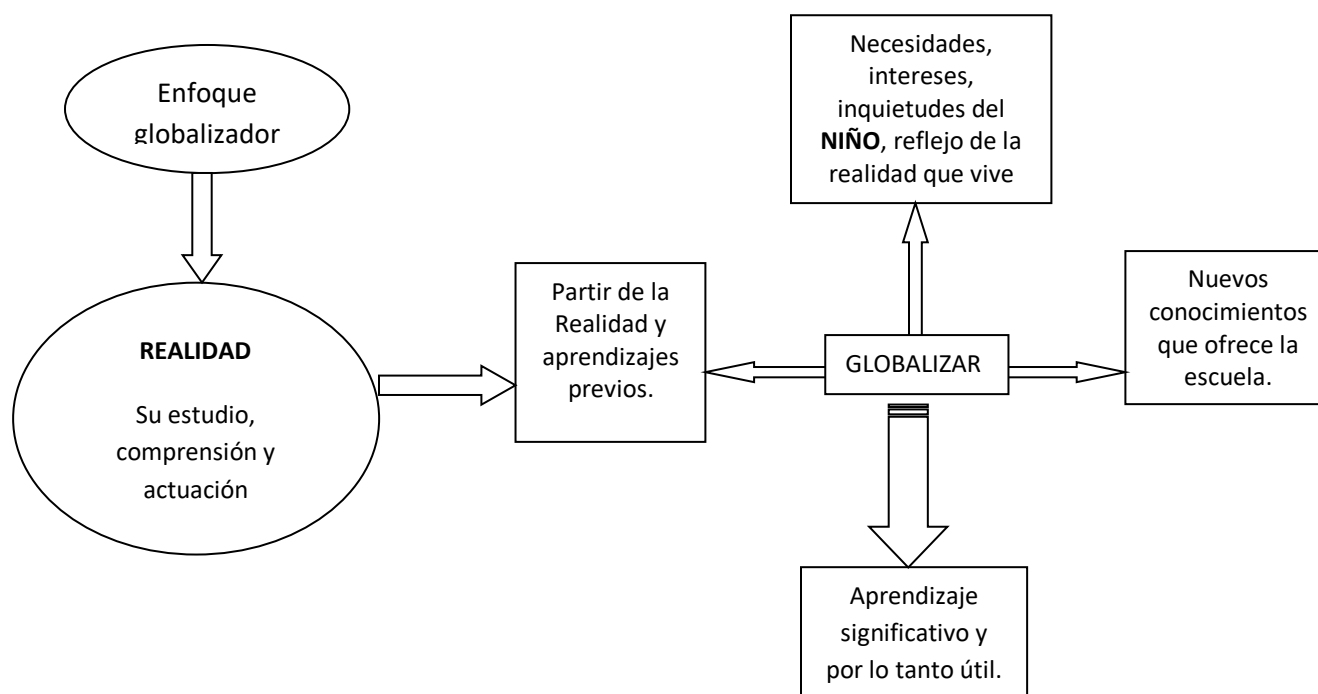 Enfoque
globalizador
REALIDAD
Su estudio,
comprensión y
actuación
Partir de la
Realidad y
aprendizajes
previos.
Necesidades,
intereses,
inquietudes del
NIÑO, reflejo de la
realidad que vive
GLOBALIZAR
Nuevos
conocimientos
que ofrece la
escuela.
Aprendizaje
significativo y
por lo tanto útil.